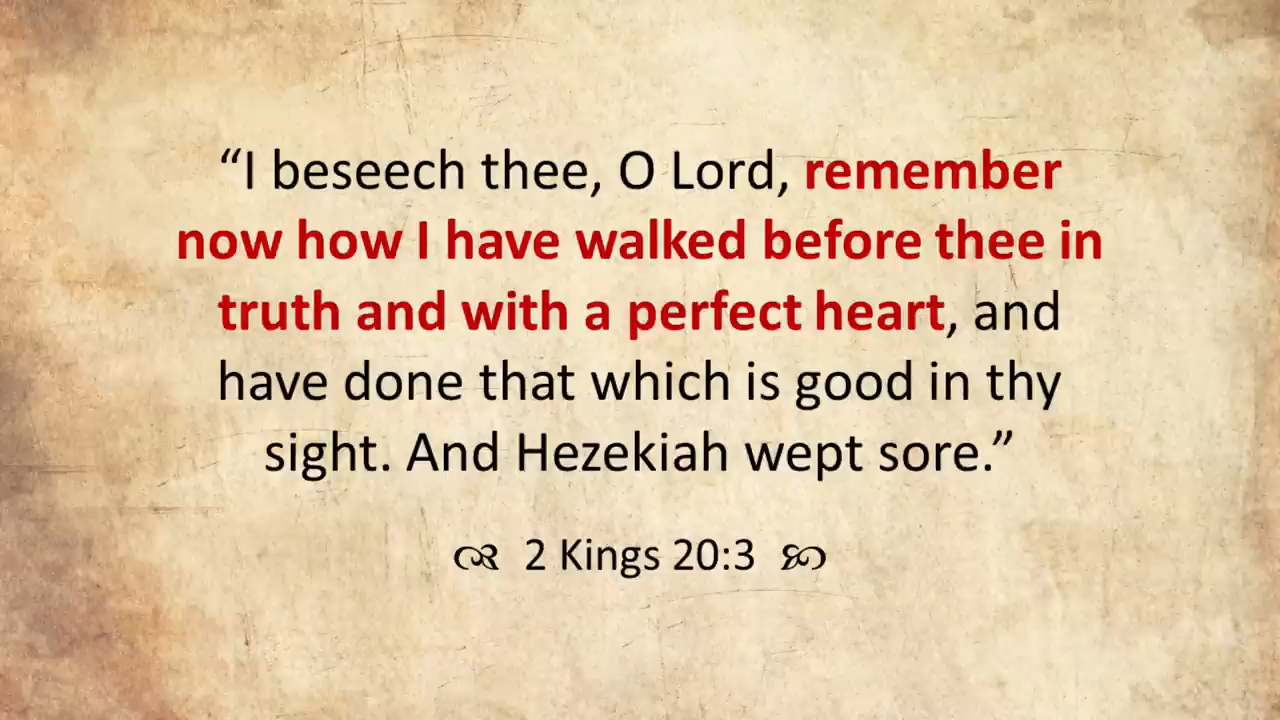 “I beseech thee, O Lord, remember
now how I have walked before thee in
truth and with a perfect heart, and
have done that which is good in thy
sight. And Hezekiah wept sore.”
2 Kings 20:3